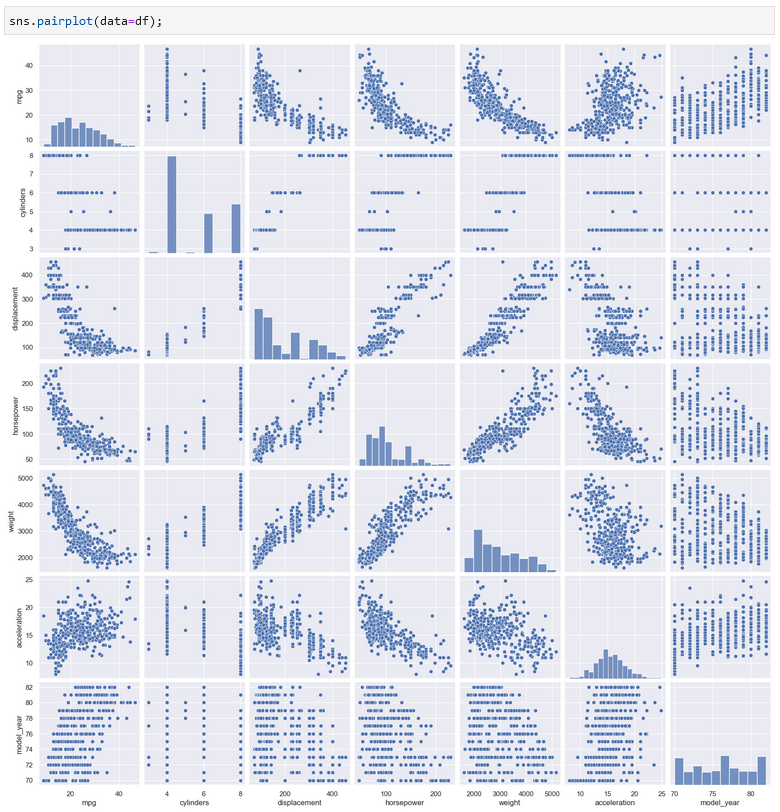 sns.pairplot(data=df);
40
30
20
10
mpg
8
7
6
5
4
3
cylinders
400
300
200
100
displacement
200
150
100
50
horsepower
5000
4000
3000
2000
weight
25
20
15
10
acceleration
82
80
78
76
74
72
70
model_year
20 40
mpg
4 6 8
cylinders
200 400
displacement
100 200
horsepower
2000 3000 4000 5000
weight
10 15 20 25
acceleration
70 75 80
model_year